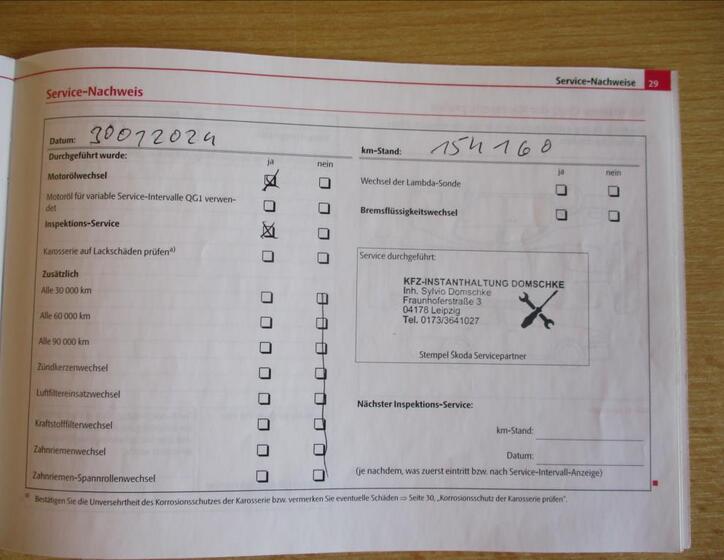 Service-Nachweise 29
Service-Nachweis
Datum: 30012024
km-Stand: 154160
Durchgeführt wurde:
ja nein
Motorölwechsel
Motoröl für variable Service-Intervalle QG1 verwen-
det
Inspektions-Service
Karosserie auf Lackschäden prüfen a)
Zusätzlich
Alle 30 000 km
Alle 60 000 km
Alle 90 000 km
Zündkerzenwechsel
Luftfiltereinsatzwechsel
Kraftstofffilterwechsel
Zahnriemenwechsel
Zahnriemen-Spannrollenwechsel
ja nein
Wechsel der Lambda-Sonde
Bremsflüssigkeitswechsel
Service durchgeführt:
KFZ-INSTANTHALTUNG DOMSCHKE
Inh. Sylvio Domschke
Fraunhoferstraße 3
04178 Leipzig
Tel. 0173/3641027
Stempel Škoda Servicepartner
Nächster Inspektions-Service:
km-Stand:
Datum:
(je nachdem, was zuerst eintritt bzw. nach Service-Intervall-Anzeige)
a) Bestätigen Sie die Unversehrtheit des Korrosionsschutzes der Karosserie bzw. vermerken Sie eventuelle Schäden ⇒ Seite 30, „Korrosionsschutz der Karosserie prüfen".